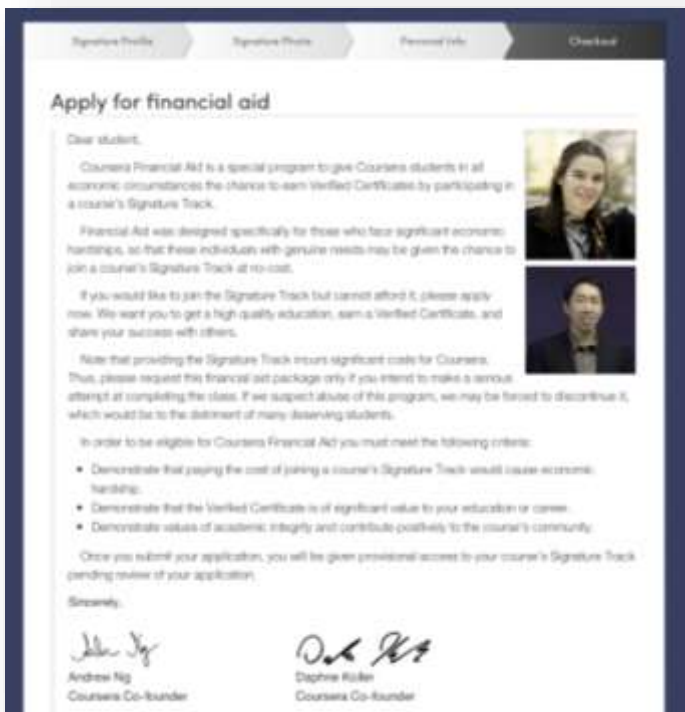 Signature Profile
Signature Photo
Personal Info
Checkout
Apply for financial aid
Dear student,
Coursera Financial Aid is a special program to give Coursera students in all
economic circumstances the chance to earn Verified Certificates by participating in
a course's Signature Track.
Financial Aid was designed specifically for those who face significant economic
hardships, so that these individuals with genuine needs may be given the chance to
join a course's Signature Track at no-cost.
If you would like to join the Signature Track but cannot afford it, please apply
now. We want you to get a high quality education, earn a Verified Certificate, and
share your success with others.
Note that providing the Signature Track incurs significant costs for Coursera.
Thus, please request this financial aid package only if you intend to make a serious
attempt at completing the class. If we suspect abuse of this program, we may be forced to discontinue it,
which would be to the detriment of many deserving students.
In order to be eligible for Coursera Financial Aid you must meet the following criteria:
• Demonstrate that paying the cost of joining a course's Signature Track would cause economic
hardship.
• Demonstrate that the Verified Certificate is of significant value to your education or career.
• Demonstrate values of academic integrity and contribute positively to the course's community.
Once you submit your application, you will be given provisional access to your course's Signature Track
pending review of your application.
Sincerely,
Andrew Ng
Coursera Co-founder
Daphne Koller
Coursera Co-founder